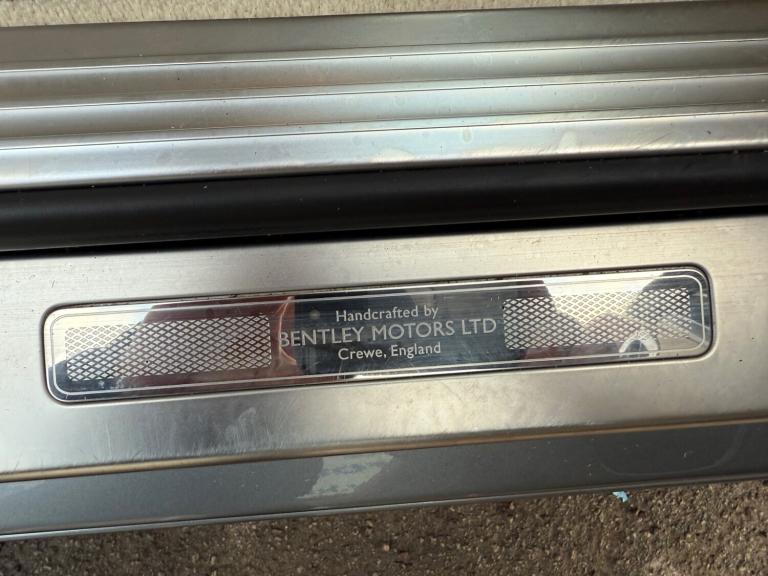 Handcrafted by
BENTLEY MOTORS LTD
Crewe, England